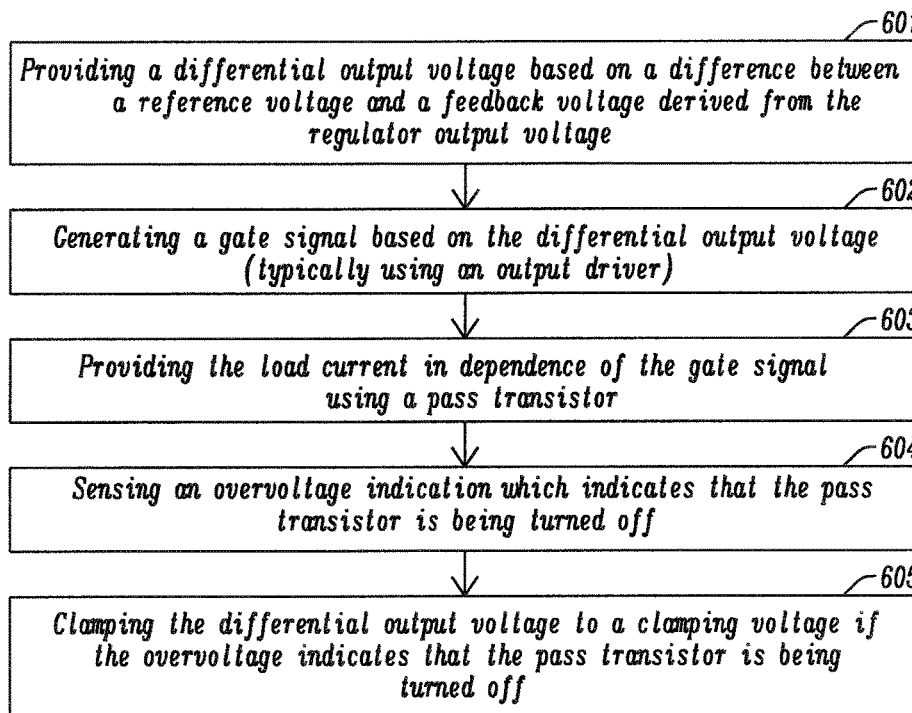 601
Providing a differential output voltage based on a difference between
a reference voltage and a feedback voltage derived from the
regulator output voltage
602
Generating a gate signal based on the differential output voltage
(typically using an output driver)
603
Providing the load current in dependence of the gate signal
using a pass transistor
604
Sensing an overvoltage indication which indicates that the pass
transistor is being turned off
605
Clamping the differential output voltage to a clamping voltage if
the overvoltage indicates that the pass transistor is being
turned off